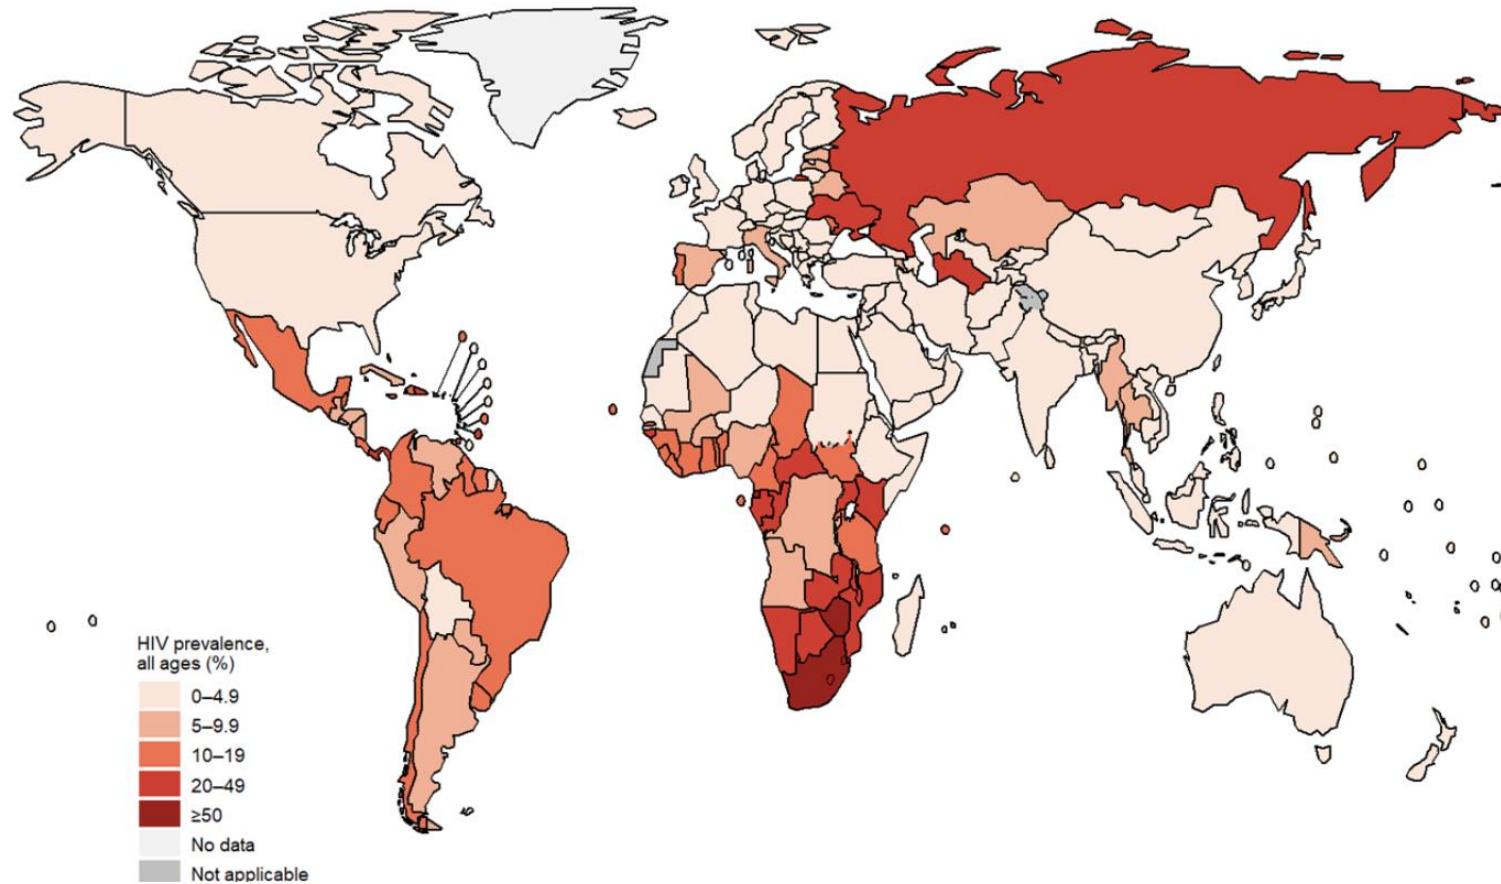 HIV prevalence,
all ages (%)
0–4.9
5–9.9
10–19
20–49
≥50
No data
Not applicable